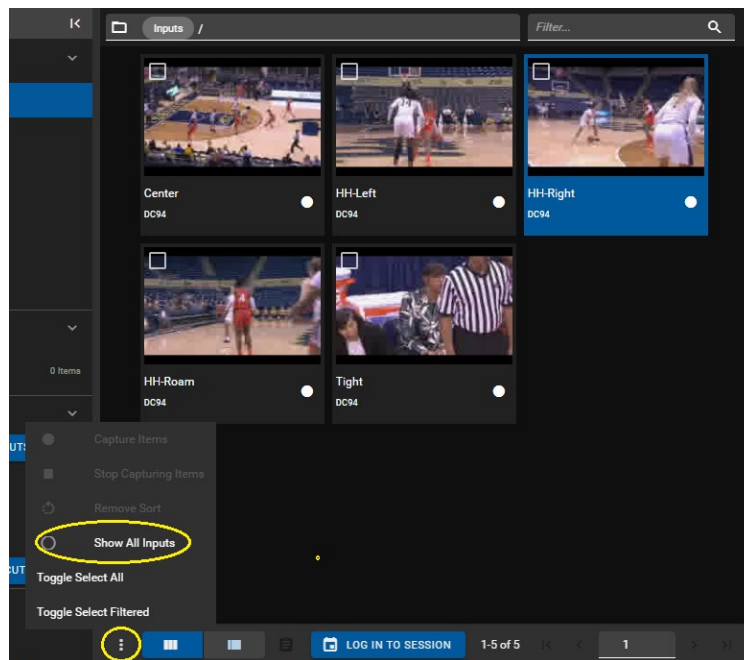 Inputs /
Filter...
Center
DC94
HH-Left
DC94
HH-Right
DC94
HH-Roam
DC94
Tight
DC94
0 Items
UTS
Capture Items
Stop Capturing Items
Remove Sort
Show All Inputs
CUT
Toggle Select All
Toggle Select Filtered
LOG IN TO SESSION
1-5 of 5
1